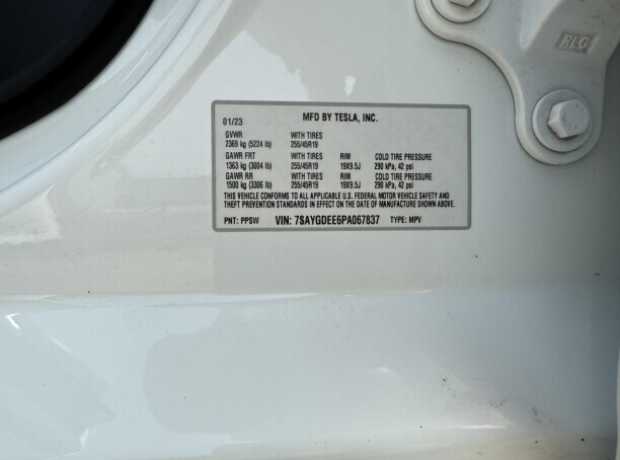 RLC
01/23 MFD BY TESLA, INC.
GVWR WITH TIRES
2369 kg (5224 lb) 255/45R19
GAWR FRT WITH TIRES RIM COLD TIRE PRESSURE
1363 kg (3004 lb) 255/45R19 19X9.5J 290 kPa, 42 psi
GAWR RR WITH TIRES RIM COLD TIRE PRESSURE
1500 kg (3306 lb) 255/45R19 19X9.5J 290 kPa, 42 psi
THIS VEHICLE CONFORMS TO ALL APPLICABLE U.S. FEDERAL MOTOR VEHICLE SAFETY AND
THEFT PREVENTION STANDARDS IN EFFECT ON THE DATE OF MANUFACTURE SHOWN ABOVE.
PNT: PPSW VIN: 7SAYGDEE6PA067837 TYPE: MPV